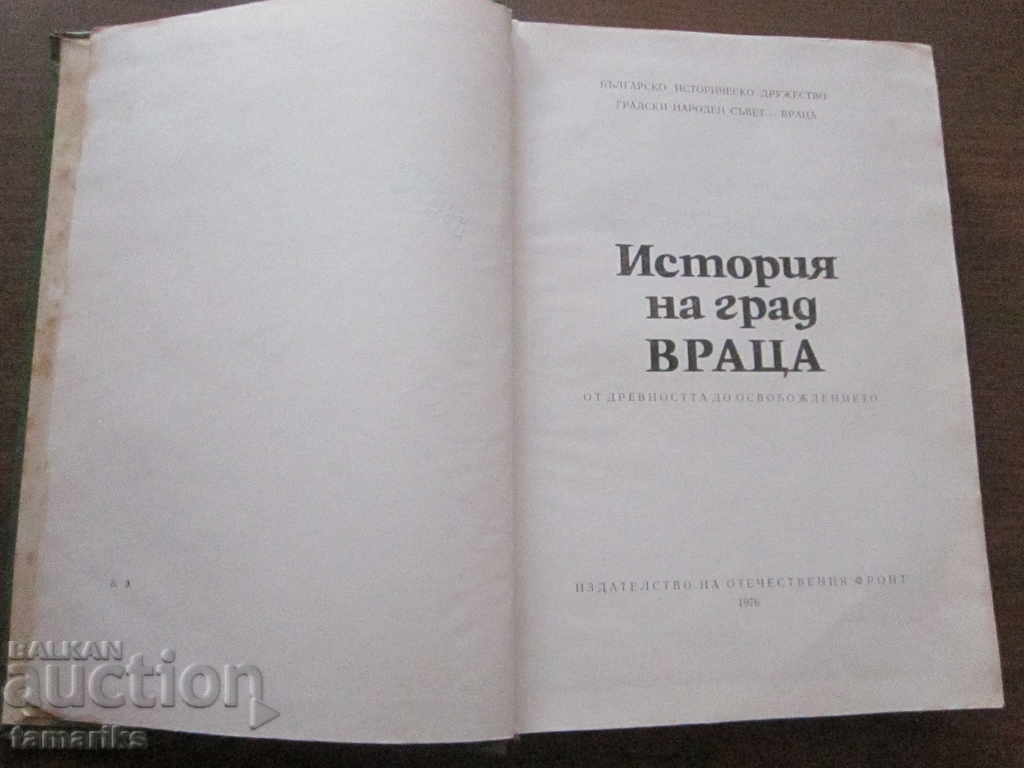 БЪЛГАРСКО ИСТОРИЧЕСКО ДРУЖЕСТВО
ГРАДСКИ НАРОДЕН СЪВЕТ — ВРАЦА
История
на град
ВРАЦА
ОТ ДРЕВНОСТТА ДО ОСВОБОЖДЕНИЕТО
ИЗДАТЕЛСТВО НА ОТЕЧЕСТВЕНИЯ ФРОНТ
1976
BALKAN
auction
tamariks